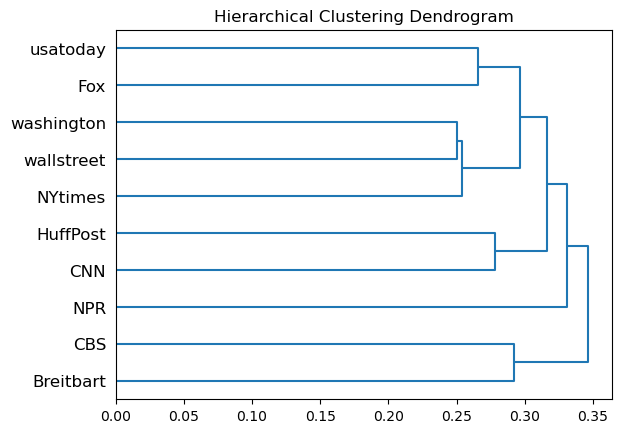 Hierarchical Clustering Dendrogram
usatoday
Fox
washington
wallstreet
NYtimes
HuffPost
CNN
NPR
CBS
Breitbart
0.00 0.05 0.10 0.15 0.20 0.25 0.30 0.35